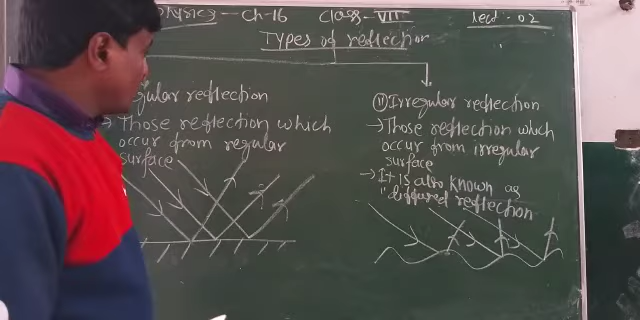 Physics - Ch-16 Class - VIII Lect - 02
Types of reflection
gular reflection
→ Those reflection which
occur from regular
surface
(II) Irregular reflection
→ Those reflection which
occur from irregular
surface
→ It is also known as
"diffused reflection